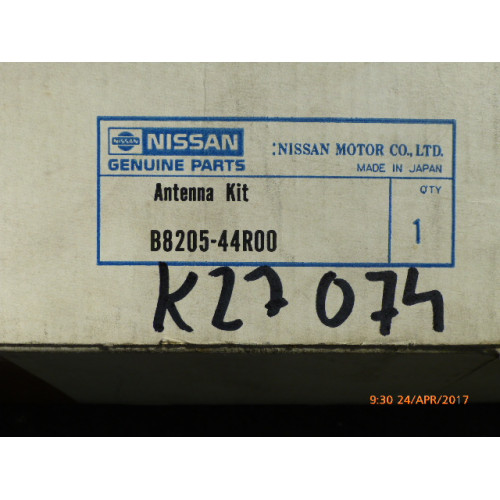 NISSAN
NISSAN
GENUINE PARTS
NISSAN MOTOR CO., LTD.
MADE IN JAPAN
Antenna Kit
QTY
B8205-44R00
1
K27 074
9:30 24/APR/2017